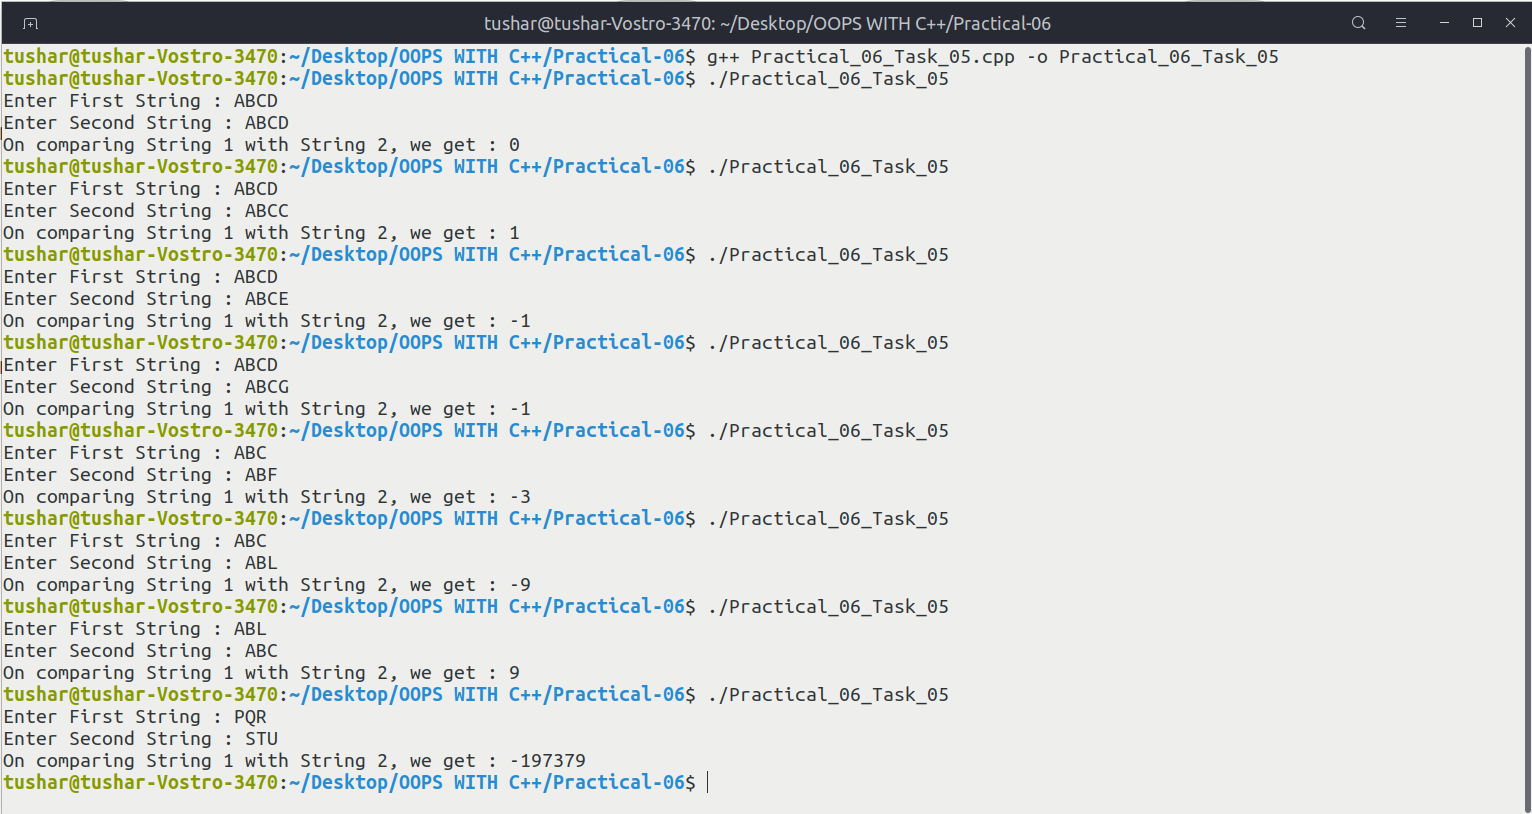 tushar@tushar-Vostro-3470: ~/Desktop/OOPS WITH C++/Practical-06
tushar@tushar-Vostro-3470:~/Desktop/OOPS WITH C++/Practical-06$ g++ Practical_06_Task_05.cpp -o Practical_06_Task_05
tushar@tushar-Vostro-3470:~/Desktop/OOPS WITH C++/Practical-06$ ./Practical_06_Task_05
Enter First String : ABCD
Enter Second String : ABCD
On comparing String 1 with String 2, we get : 0
tushar@tushar-Vostro-3470:~/Desktop/OOPS WITH C++/Practical-06$ ./Practical_06_Task_05
Enter First String : ABCD
Enter Second String : ABCC
On comparing String 1 with String 2, we get : 1
tushar@tushar-Vostro-3470:~/Desktop/OOPS WITH C++/Practical-06$ ./Practical_06_Task_05
Enter First String : ABCD
Enter Second String : ABCE
On comparing String 1 with String 2, we get : -1
tushar@tushar-Vostro-3470:~/Desktop/OOPS WITH C++/Practical-06$ ./Practical_06_Task_05
Enter First String : ABCD
Enter Second String : ABCG
On comparing String 1 with String 2, we get : -1
tushar@tushar-Vostro-3470:~/Desktop/OOPS WITH C++/Practical-06$ ./Practical_06_Task_05
Enter First String : ABC
Enter Second String : ABF
On comparing String 1 with String 2, we get : -3
tushar@tushar-Vostro-3470:~/Desktop/OOPS WITH C++/Practical-06$ ./Practical_06_Task_05
Enter First String : ABC
Enter Second String : ABL
On comparing String 1 with String 2, we get : -9
tushar@tushar-Vostro-3470:~/Desktop/OOPS WITH C++/Practical-06$ ./Practical_06_Task_05
Enter First String : ABL
Enter Second String : ABC
On comparing String 1 with String 2, we get : 9
tushar@tushar-Vostro-3470:~/Desktop/OOPS WITH C++/Practical-06$ ./Practical_06_Task_05
Enter First String : PQR
Enter Second String : STU
On comparing String 1 with String 2, we get : -197379
tushar@tushar-Vostro-3470:~/Desktop/OOPS WITH C++/Practical-06$